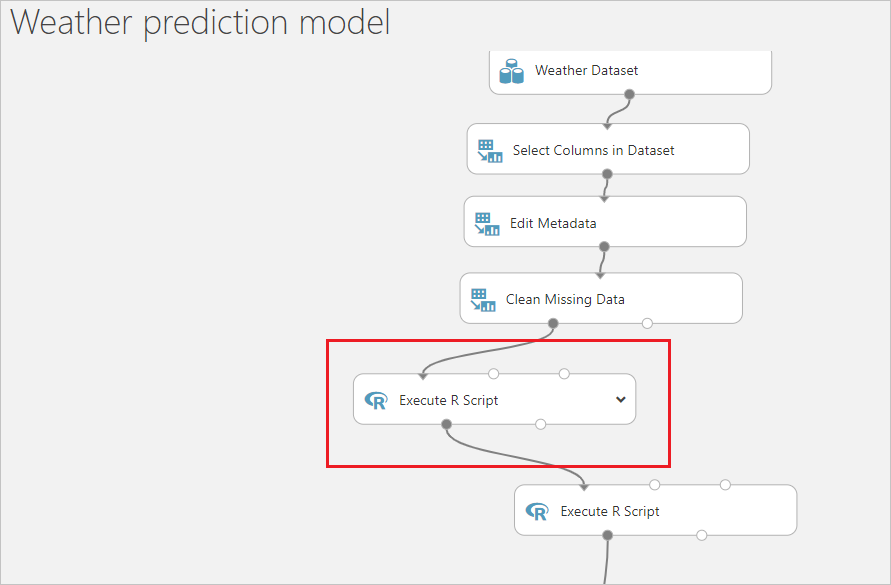 Weather prediction model
Weather Dataset
Select Columns in Dataset
Edit Metadata
Clean Missing Data
R Execute R Script
R Execute R Script